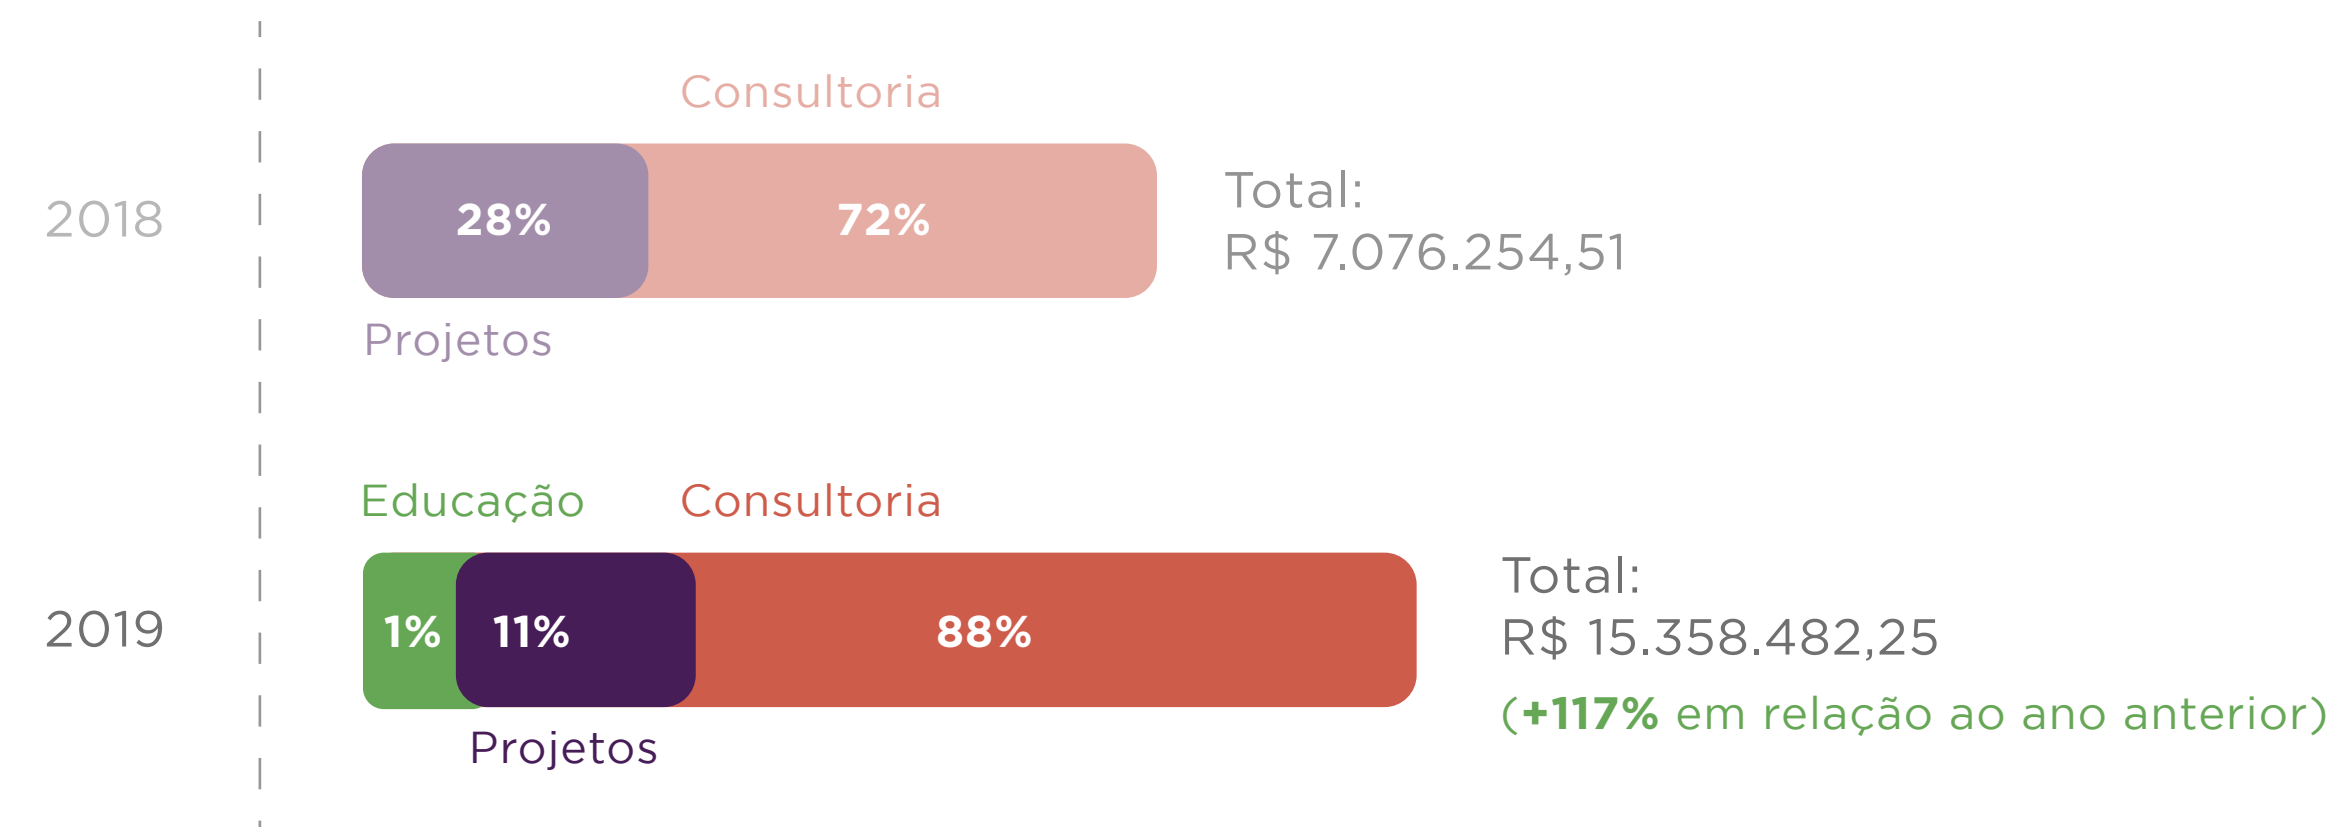 Consultoria
2018
28%
72%
Total:
R$ 7.076.254,51
Projetos
Educação
Consultoria
2019
1%
11%
88%
Total:
R$ 15.358.482,25
(+117% em relação ao ano anterior)
Projetos